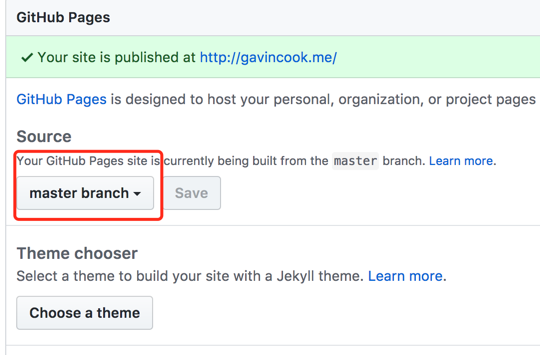 GitHub Pages
Your site is published at http://gavincook.me/
GitHub Pages is designed to host your personal, organization, or project pages
Source
Your GitHub Pages site is currently being built from the master branch. Learn more.
master branch Save
Theme chooser
Select a theme to build your site with a Jekyll theme. Learn more.
Choose a theme